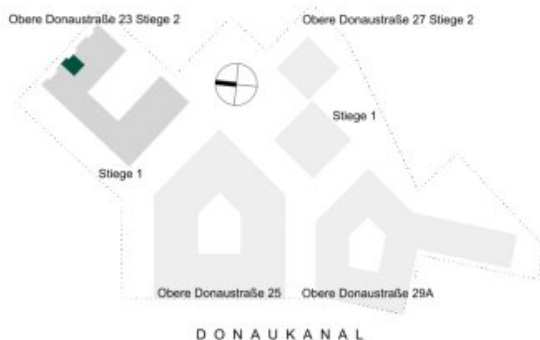 Obere Donaustraße 23 Stiege 2
Obere Donaustraße 27 Stiege 2
Stiege 1
Stiege 1
Obere Donaustraße 25
Obere Donaustraße 29A
DONAUKANAL